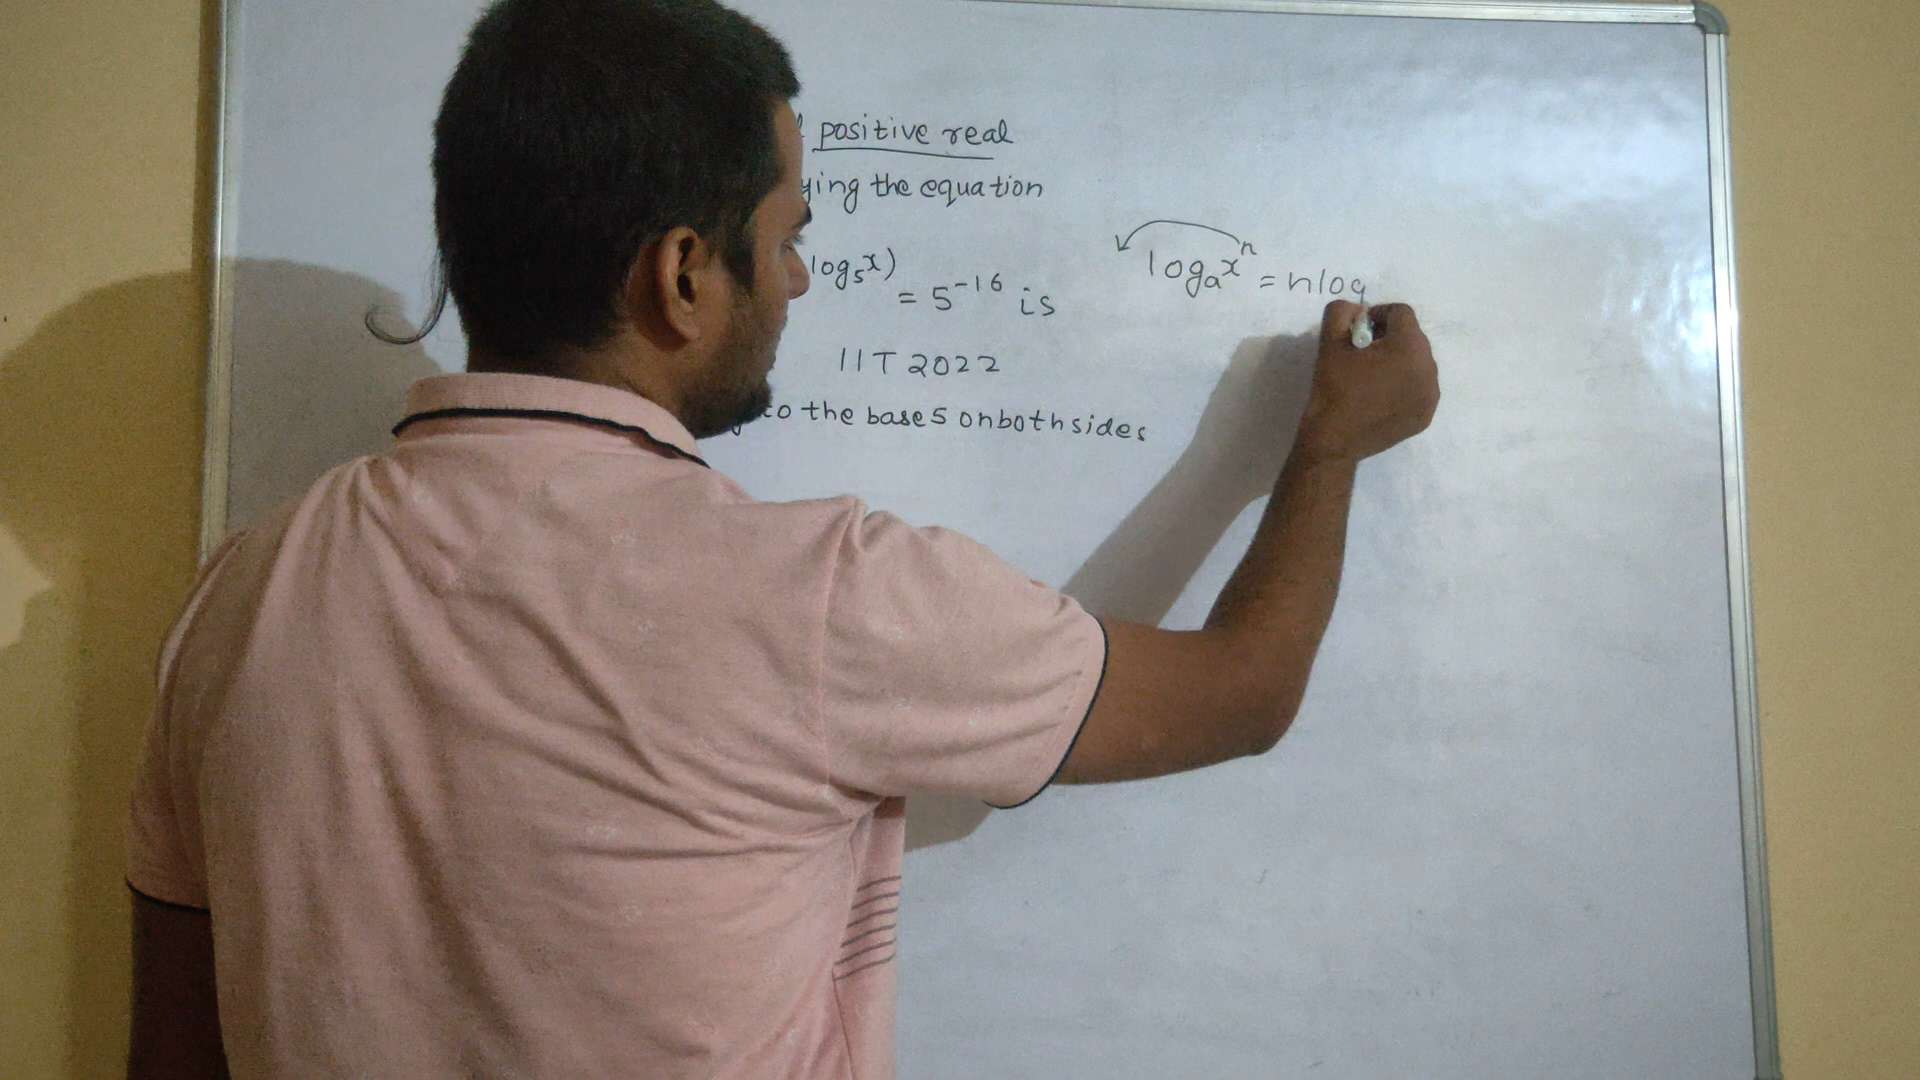 positive real
ying the equation
log₅x)
= 5⁻¹⁶ is
logₐxⁿ = nlog
IIT 2022
to the base 5 on both sides